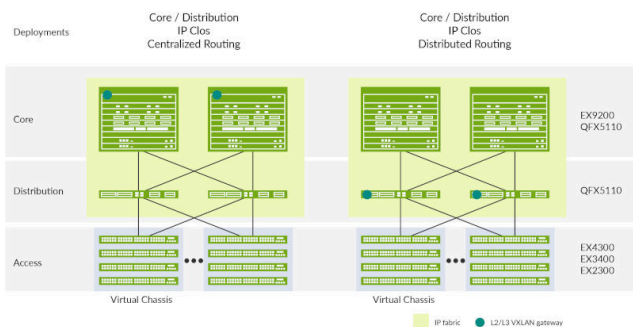 Deployments
Core / Distribution
IP Clos
Centralized Routing
Core / Distribution
IP Clos
Distributed Routing
Core
EX9200
QFX5110
Distribution
QFX5110
Access
EX4300
EX3400
EX2300
Virtual Chassis
Virtual Chassis
IP fabric
L2/L3 VXLAN gateway